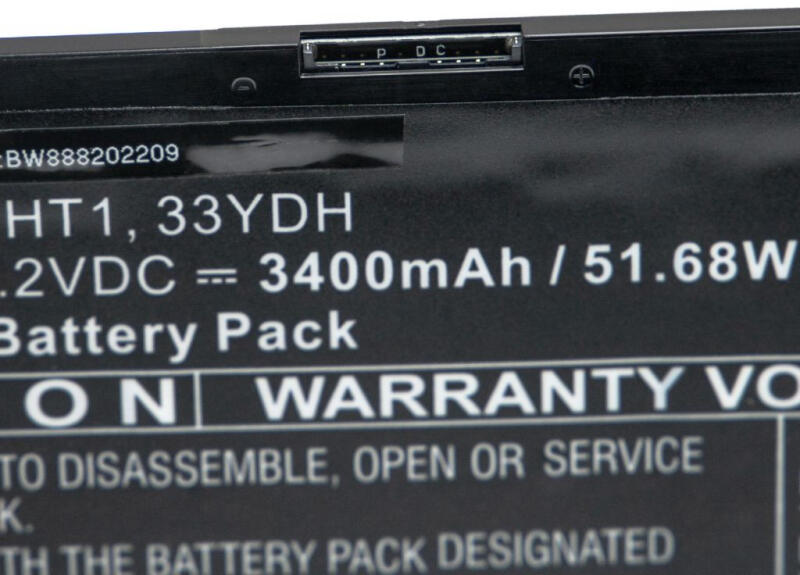 P DC
:BW888202209
HT1, 33YDH
.2VDC ⎓ 3400mAh / 51.68W
Battery Pack
ON WARRANTY VO
TO DISASSEMBLE, OPEN OR SERVICE
K.
TH THE BATTERY PACK DESIGNATED